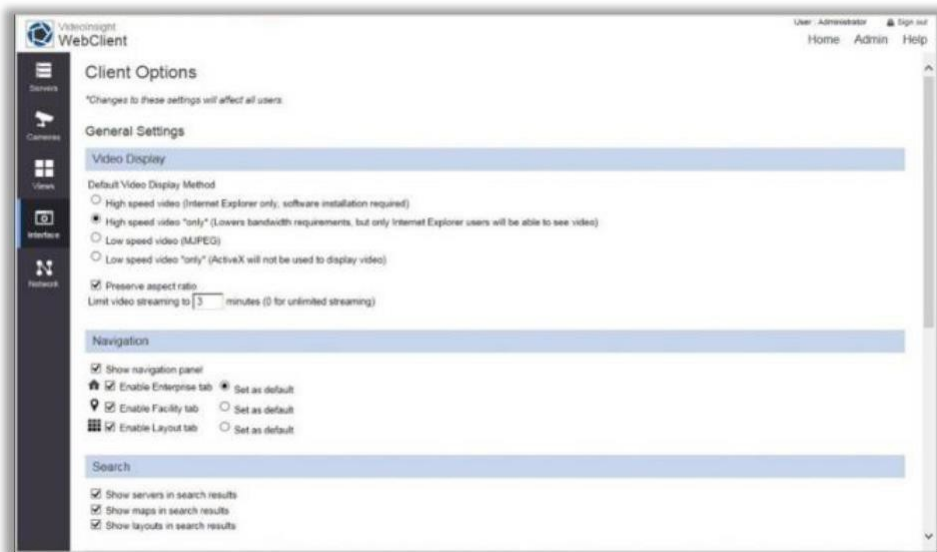 VideoInsight
WebClient
User : Administrator Sign out
Home Admin Help
Servers
Cameras
Views
Interface
Network
Client Options
*Changes to these settings will affect all users.
General Settings
Video Display
Default Video Display Method
High speed video (Internet Explorer only, software installation required)
High speed video "only" (Lowers bandwidth requirements, but only Internet Explorer users will be able to see video)
Low speed video (MJPEG)
Low speed video "only" (ActiveX will not be used to display video)
Preserve aspect ratio
Limit video streaming to 3 minutes (0 for unlimited streaming)
Navigation
Show navigation panel
Enable Enterprise tab Set as default
Enable Facility tab Set as default
Enable Layout tab Set as default
Search
Show servers in search results
Show maps in search results
Show layouts in search results